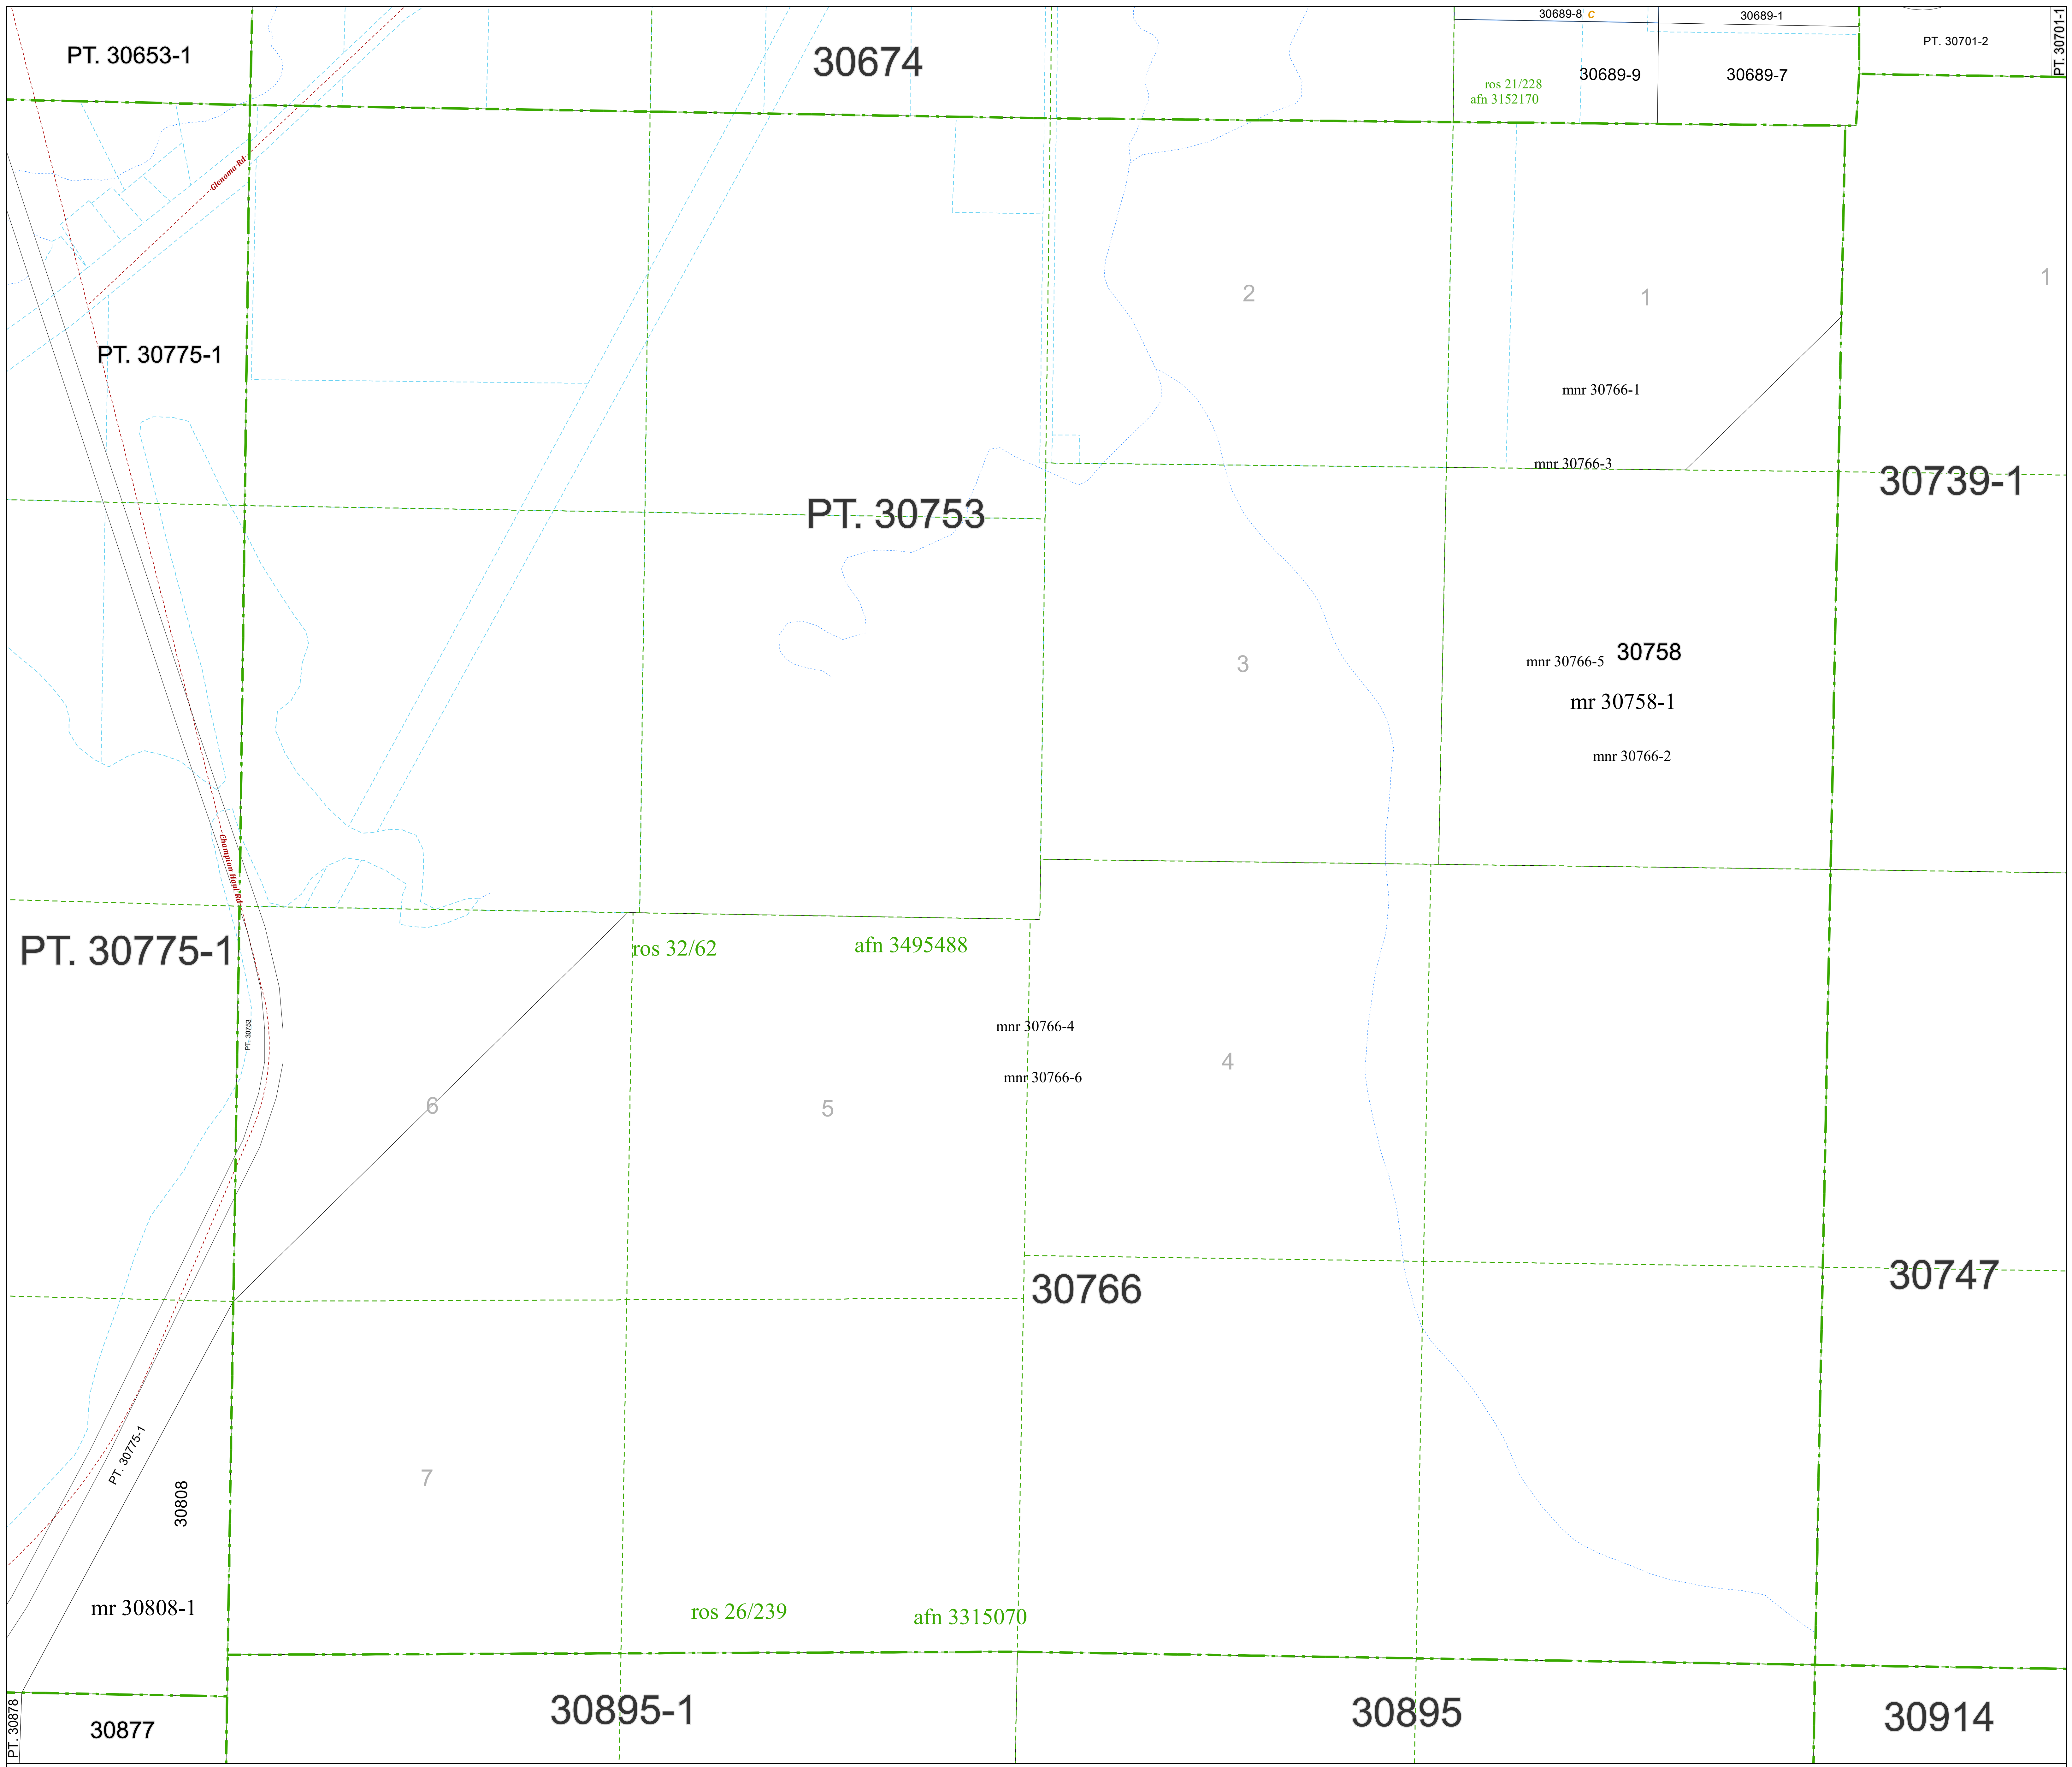 30689-8 C
30689-1
PT. 30701-1
PT. 30653-1
30674
PT. 30701-2
30689-9
30689-7
ros 21/228
afn 3152170
Glenoma Rd
2
1
1
PT. 30775-1
mnr 30766-1
mnr 30766-3
30739-1
PT. 30753
3
mnr 30766-5
30758
mr 30758-1
mnr 30766-2
Champion Haul Rd
PT. 30775-1
ros 32/62
afn 3495488
PT. 30753
mnr 30766-4
4
mnr 30766-6
6
5
30766
30747
PT. 30775-1
7
30808
mr 30808-1
ros 26/239
afn 3315070
PT. 30878
30877
30895-1
30895
30914